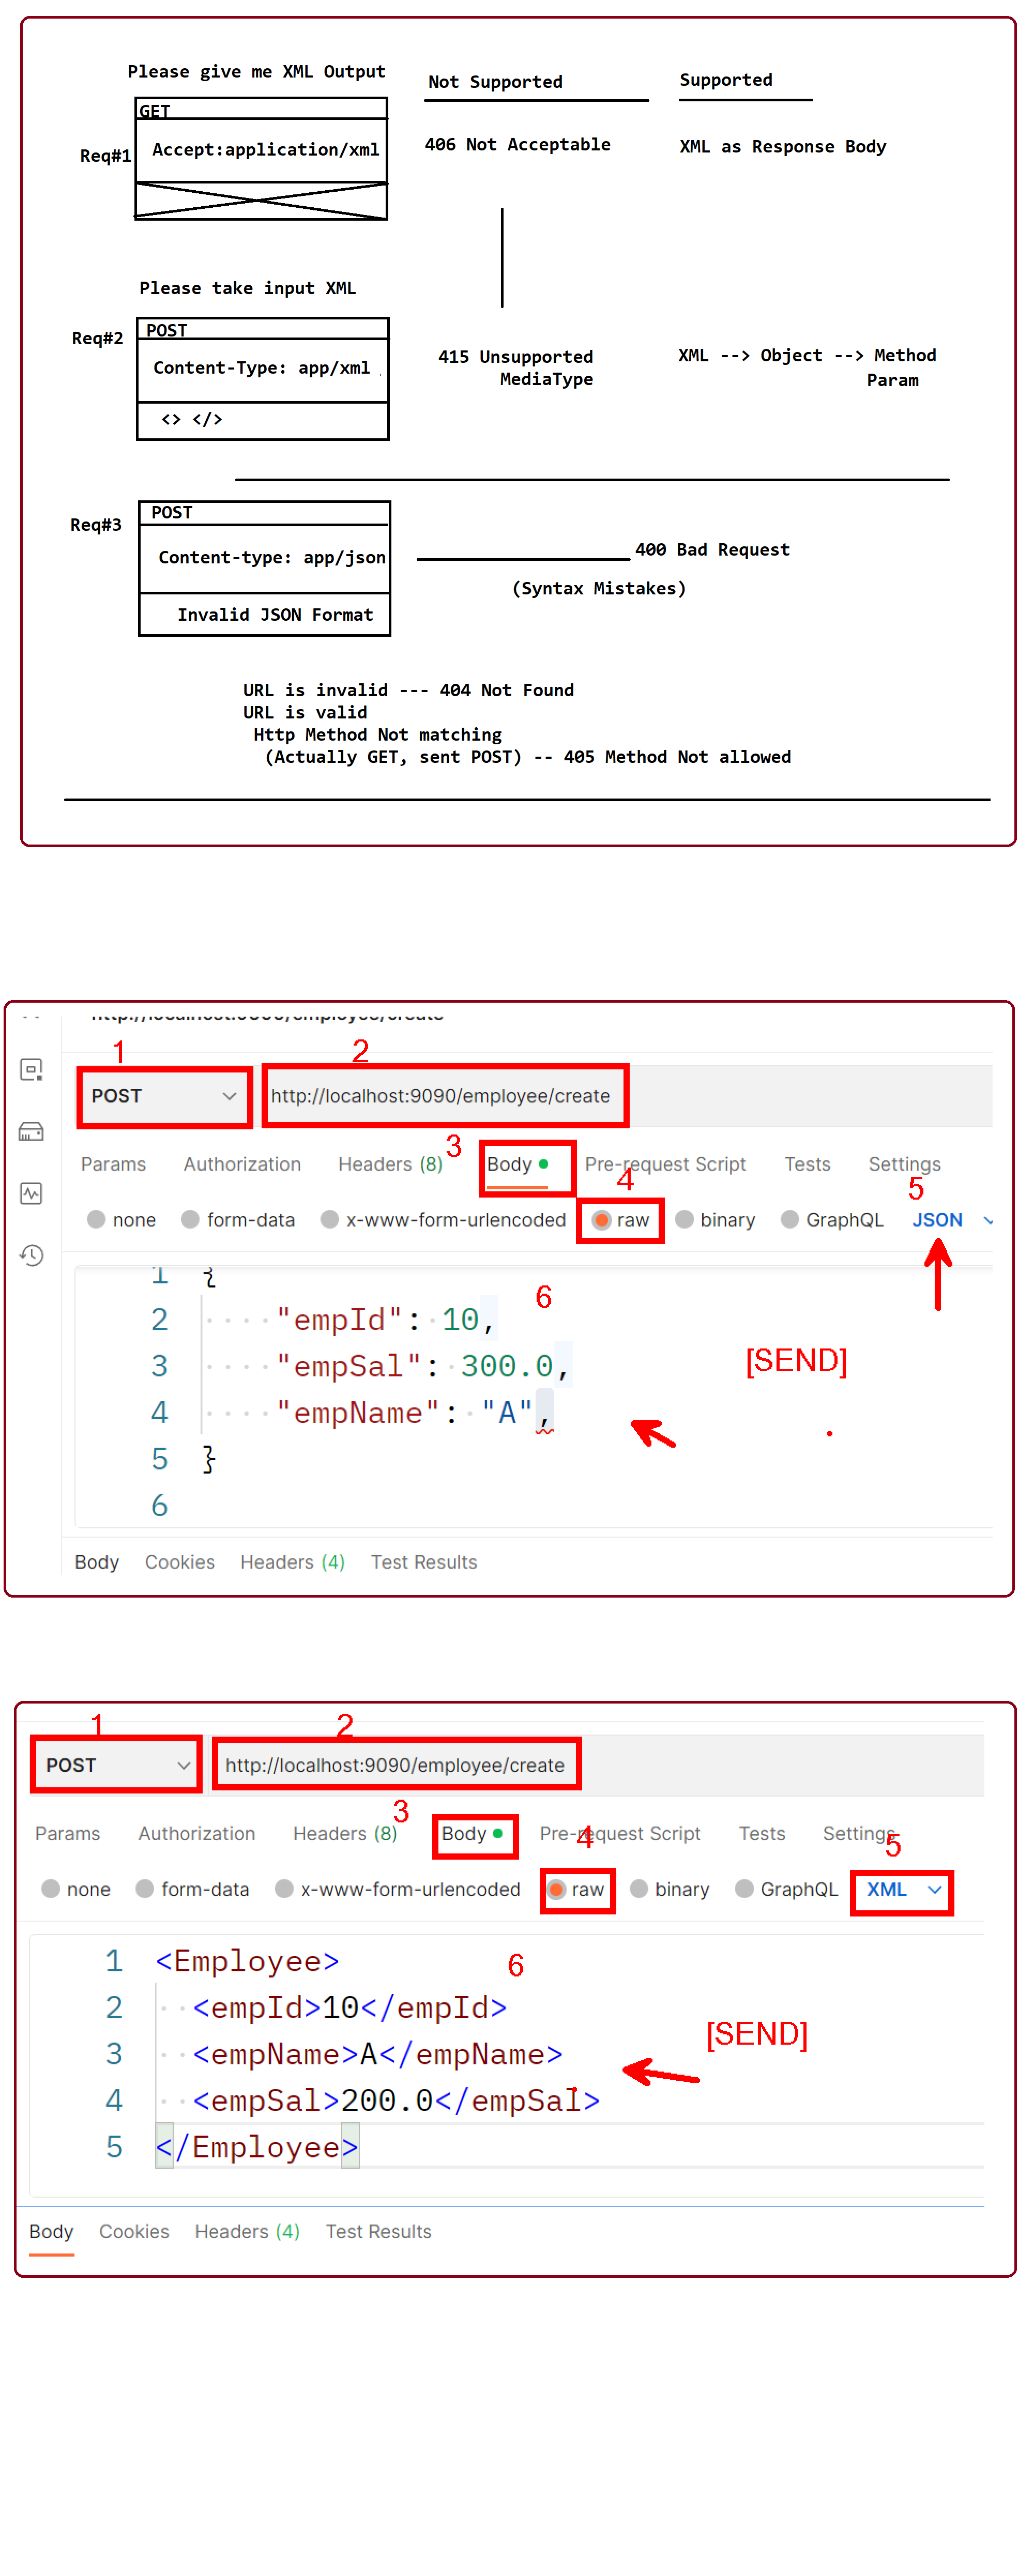 Please give me XML Output
Not Supported
Supported
GET
Req#1
Accept:application/xml
406 Not Acceptable
XML as Response Body
Please take input XML
Req#2
POST
Content-Type: app/xml
<> </>
415 Unsupported
MediaType
XML --> Object --> Method
Param
Req#3
POST
Content-type: app/json
Invalid JSON Format
400 Bad Request
(Syntax Mistakes)
URL is invalid --- 404 Not Found
URL is valid
Http Method Not matching
(Actually GET, sent POST) -- 405 Method Not allowed
http://localhost:9090/employee/create
1
2
POST
http://localhost:9090/employee/create
3
Params Authorization Headers (8) Body Pre-request Script Tests Settings
4
5
none form-data x-www-form-urlencoded raw binary GraphQL JSON
6
1 {
2 "empId": 10,
3 "empSal": 300.0,
4 "empName": "A",
5 }
6
[SEND]
Body Cookies Headers (4) Test Results
1
2
POST
http://localhost:9090/employee/create
3
Params Authorization Headers (8) Body Pre-request Script Tests Settings
4
5
none form-data x-www-form-urlencoded raw binary GraphQL XML
6
1 <Employee>
2 <empId>10</empId>
3 <empName>A</empName>
4 <empSal>200.0</empSal>
5 </Employee>
[SEND]
Body Cookies Headers (4) Test Results